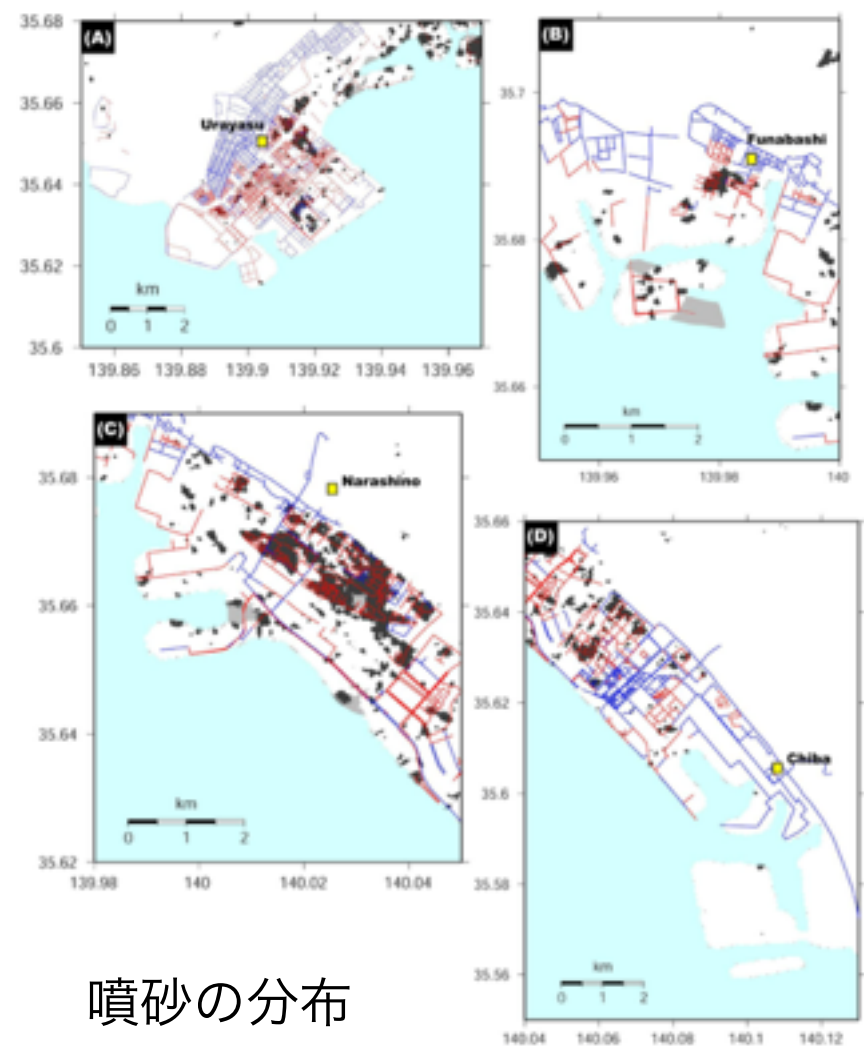 (A)
35.68
35.66
35.64
35.62
35.6
Urayasu
km
0 1 2
139.86 139.88 139.9 139.92 139.94 139.96
(B)
35.7
35.68
35.66
Funabashi
km
0 1 2
139.96 139.98 140
(C)
35.68
35.66
35.64
35.62
Narashino
km
0 1 2
139.98 140 140.02 140.04
(D)
35.66
35.64
35.62
35.6
35.58
35.56
Chiba
km
0 1 2
140.04 140.06 140.08 140.1 140.12
噴砂の分布